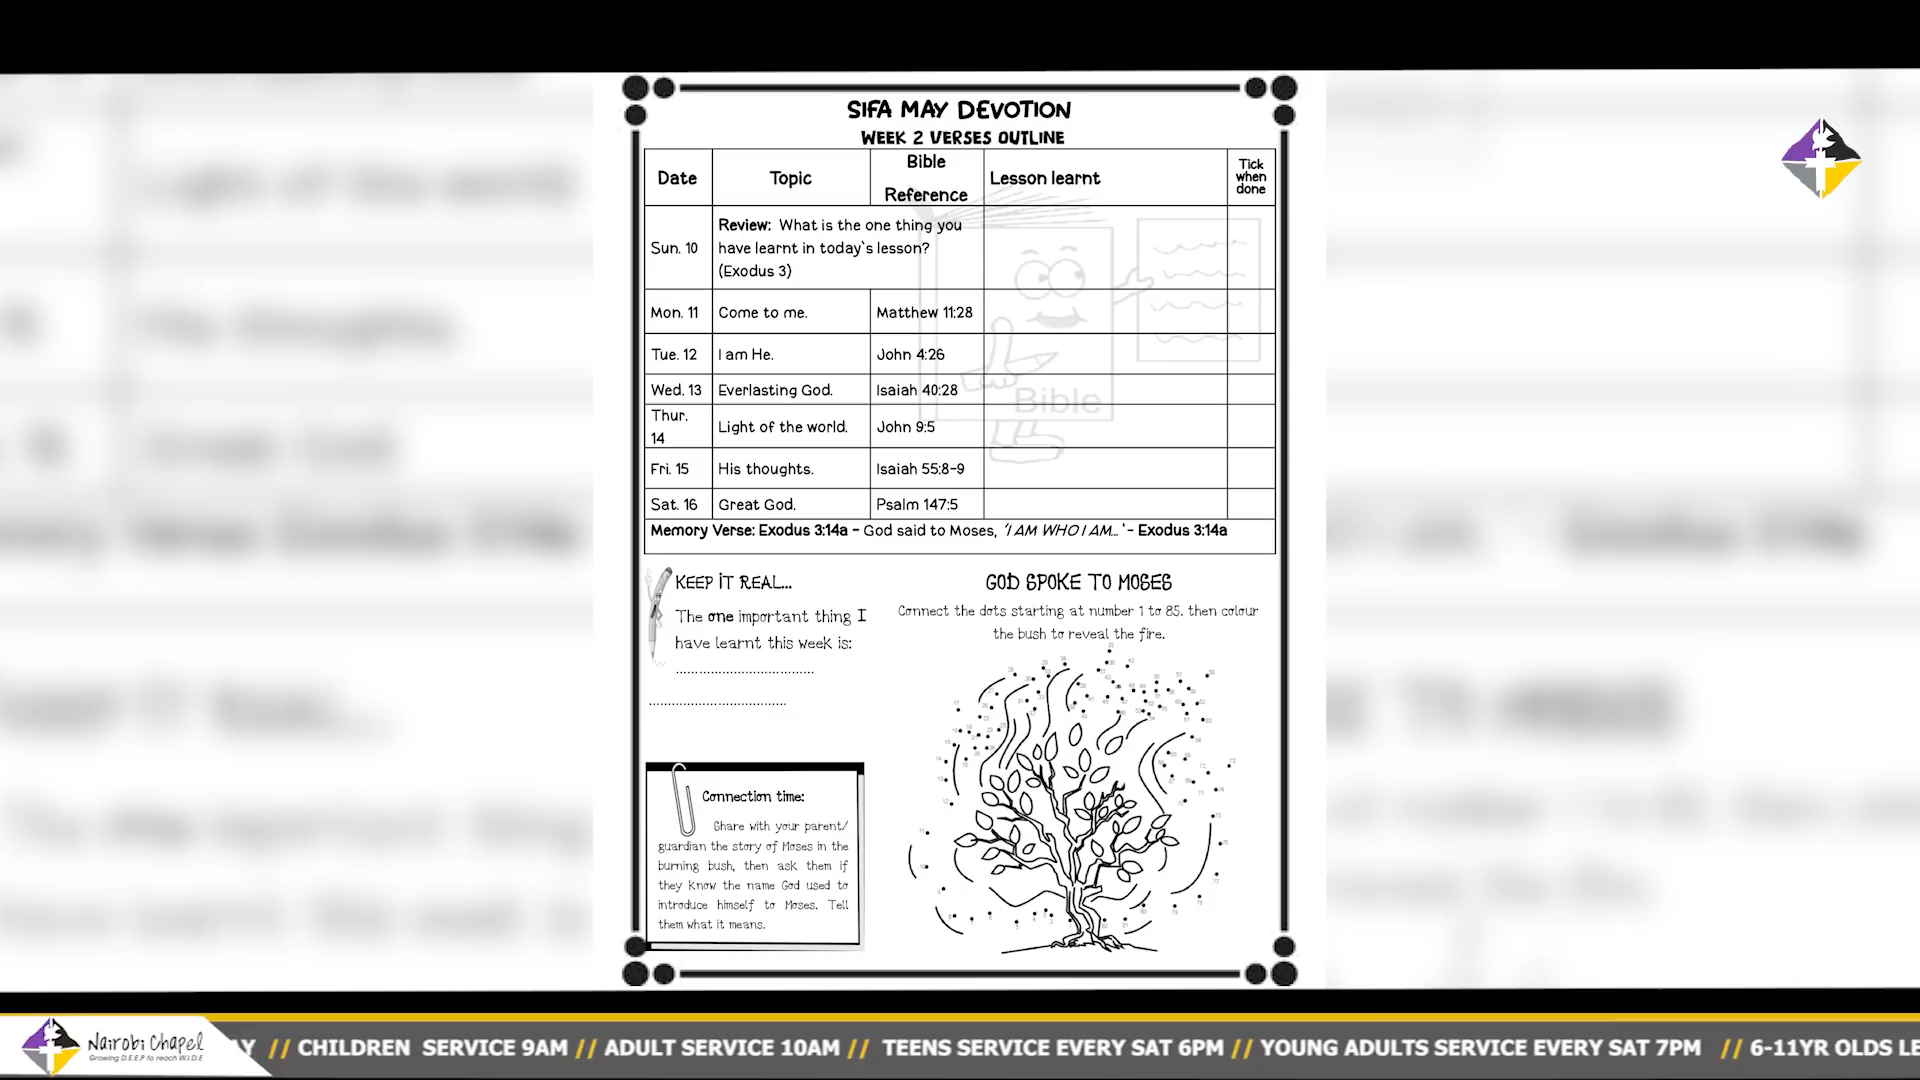 SIFA MAY DEVOTION
WEEK 2 VERSES OUTLINE
Date
Topic
Bible
Reference
Lesson learnt
Tick
when
done
Sun. 10
Review: What is the one thing you
have learnt in today`s lesson?
(Exodus 3)
Mon. 11
Come to me.
Matthew 11:28
Tue. 12
I am He.
John 4:26
Wed. 13
Everlasting God.
Isaiah 40:28
Thur.
14
Light of the world.
John 9:5
Fri. 15
His thoughts.
Isaiah 55:8-9
Sat. 16
Great God.
Psalm 147:5
Memory Verse: Exodus 3:14a - God said to Moses, 'I AM WHO I AM...' - Exodus 3:14a
Bible
KEEP IT REAL...
The one important thing I
have learnt this week is:
GOD SPOKE TO MOSES
Connect the dots starting at number 1 to 85. then colour
the bush to reveal the fire.
Connection time:
Share with your parent/
guardian the story of Moses in the
burning bush, then ask them if
they know the name God used to
introduce himself to Moses. Tell
them what it means.
Nairobi Chapel
Growing D.E.E.P to reach W.I.D.E
AY // CHILDREN SERVICE 9AM // ADULT SERVICE 10AM // TEENS SERVICE EVERY SAT 6PM // YOUNG ADULTS SERVICE EVERY SAT 7PM // 6-11YR OLDS LE